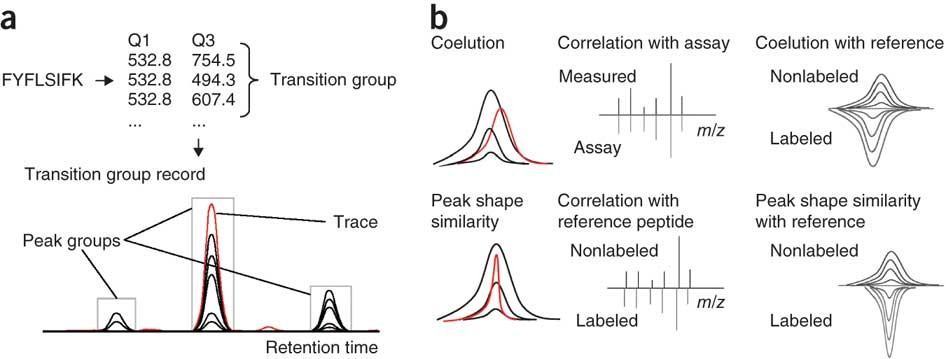 a
Q1 Q3
532.8 754.5
FYFLSIFK 532.8 494.3 Transition group
532.8 607.4
... ...
Transition group record
Trace
Peak groups
Retention time
b
Coelution
Correlation with assay
Measured
Assay
m/z
Coelution with reference
Nonlabeled
Labeled
Peak shape
similarity
Correlation with
reference peptide
Nonlabeled
Labeled
m/z
Peak shape similarity
with reference
Nonlabeled
Labeled